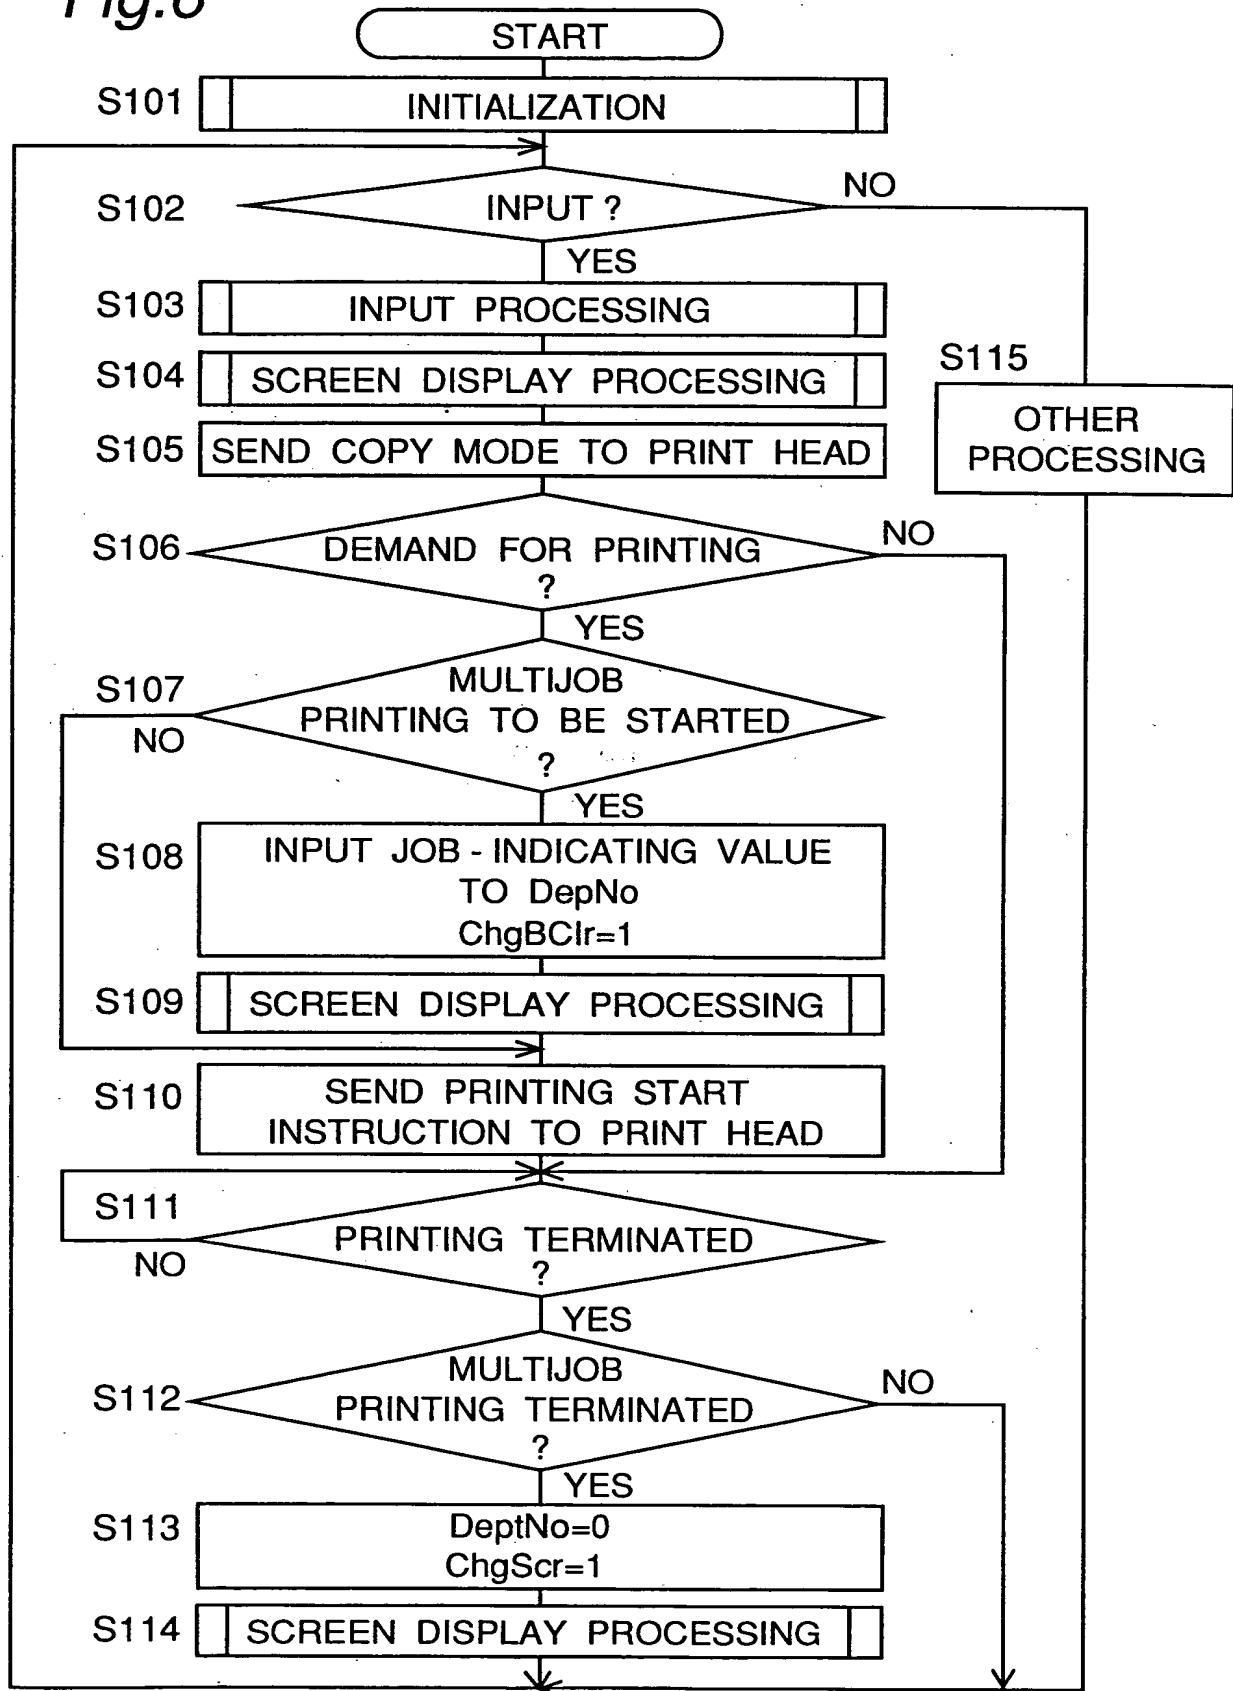 START
S101
INITIALIZATION
S102
INPUT ?
NO
YES
S103
INPUT PROCESSING
S104
SCREEN DISPLAY PROCESSING
S115
OTHER
PROCESSING
S105
SEND COPY MODE TO PRINT HEAD
S106
DEMAND FOR PRINTING
?
NO
YES
S107
MULTIJOB
PRINTING TO BE STARTED
?
NO
YES
S108
INPUT JOB - INDICATING VALUE
TO DepNo
ChgBClr=1
S109
SCREEN DISPLAY PROCESSING
S110
SEND PRINTING START
INSTRUCTION TO PRINT HEAD
S111
PRINTING TERMINATED
?
NO
YES
S112
MULTIJOB
PRINTING TERMINATED
?
NO
YES
S113
DeptNo=0
ChgScr=1
S114
SCREEN DISPLAY PROCESSING